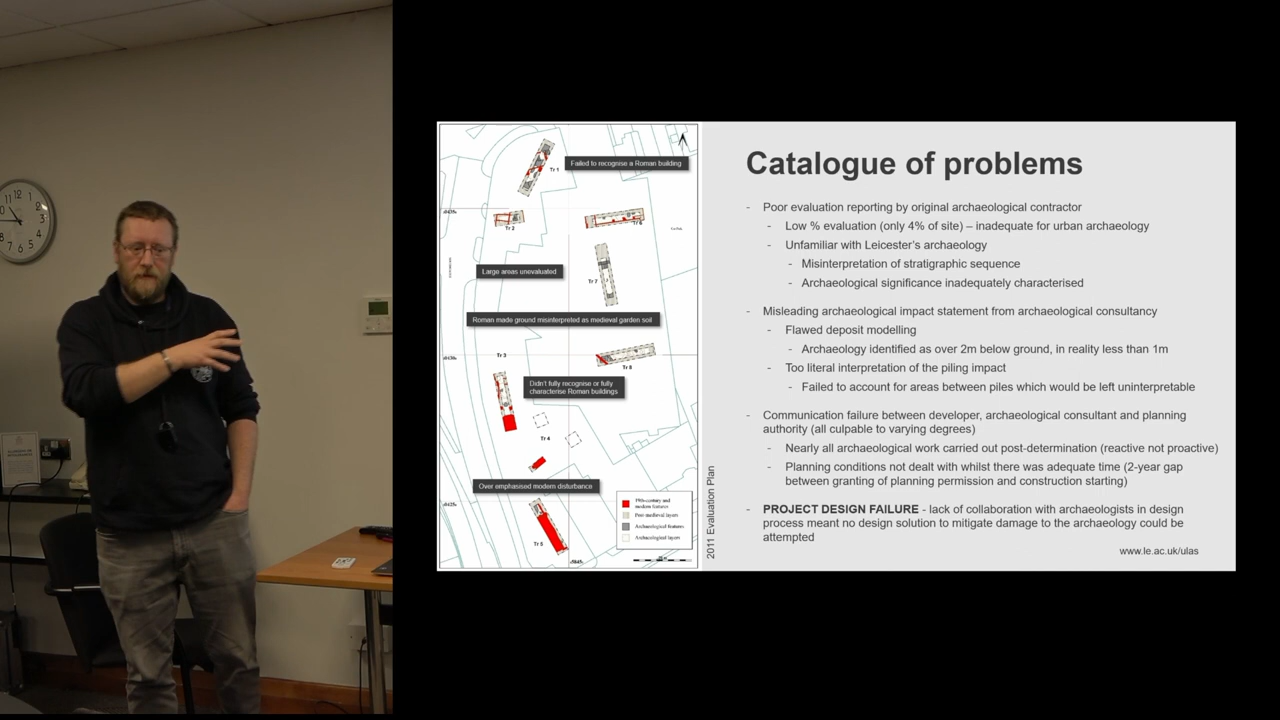 12
11
1
10
2
9
3
Failed to recognise a Roman building
Tr 1
Tr 2
Tr 6
Large areas unevaluated
Tr 7
Roman made ground misinterpreted as medieval garden soil
Tr 3
Tr 8
Didn't fully recognise or fully
characterise Roman buildings
Tr 4
Over emphasised modern disturbance
Tr 5
19th-century and
modern features
Post-medieval layers
Archaeological features
Archaeological layers
2011 Evaluation Plan
Catalogue of problems
- Poor evaluation reporting by original archaeological contractor
- Low % evaluation (only 4% of site) – inadequate for urban archaeology
- Unfamiliar with Leicester's archaeology
- Misinterpretation of stratigraphic sequence
- Archaeological significance inadequately characterised
- Misleading archaeological impact statement from archaeological consultancy
- Flawed deposit modelling
- Archaeology identified as over 2m below ground, in reality less than 1m
- Too literal interpretation of the piling impact
- Failed to account for areas between piles which would be left uninterpretable
- Communication failure between developer, archaeological consultant and planning
authority (all culpable to varying degrees)
- Nearly all archaeological work carried out post-determination (reactive not proactive)
- Planning conditions not dealt with whilst there was adequate time (2-year gap
between granting of planning permission and construction starting)
- PROJECT DESIGN FAILURE - lack of collaboration with archaeologists in design
process meant no design solution to mitigate damage to the archaeology could be
attempted
www.le.ac.uk/ulas